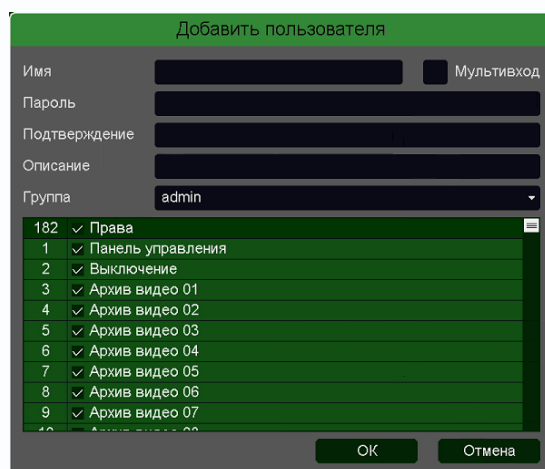 Добавить пользователя
Имя Мультивход
Пароль
Подтверждение
Описание
Группа admin
182 Права
1 Панель управления
2 Выключение
3 Архив видео 01
4 Архив видео 02
5 Архив видео 03
6 Архив видео 04
7 Архив видео 05
8 Архив видео 06
9 Архив видео 07
OK Отмена